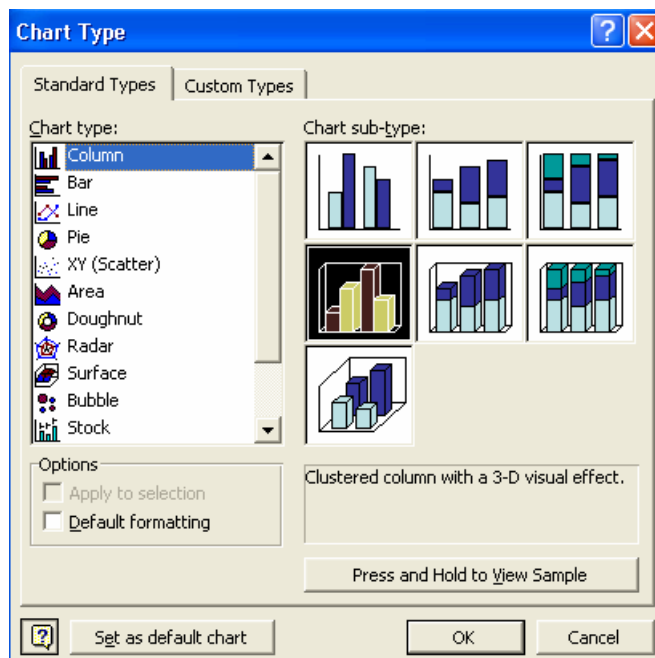 Chart Type
Standard Types
Custom Types
Chart type:
Column
Bar
Line
Pie
XY (Scatter)
Area
Doughnut
Radar
Surface
Bubble
Stock
Chart sub-type:
Options
Apply to selection
Default formatting
Clustered column with a 3-D visual effect.
Press and Hold to View Sample
Set as default chart
OK
Cancel